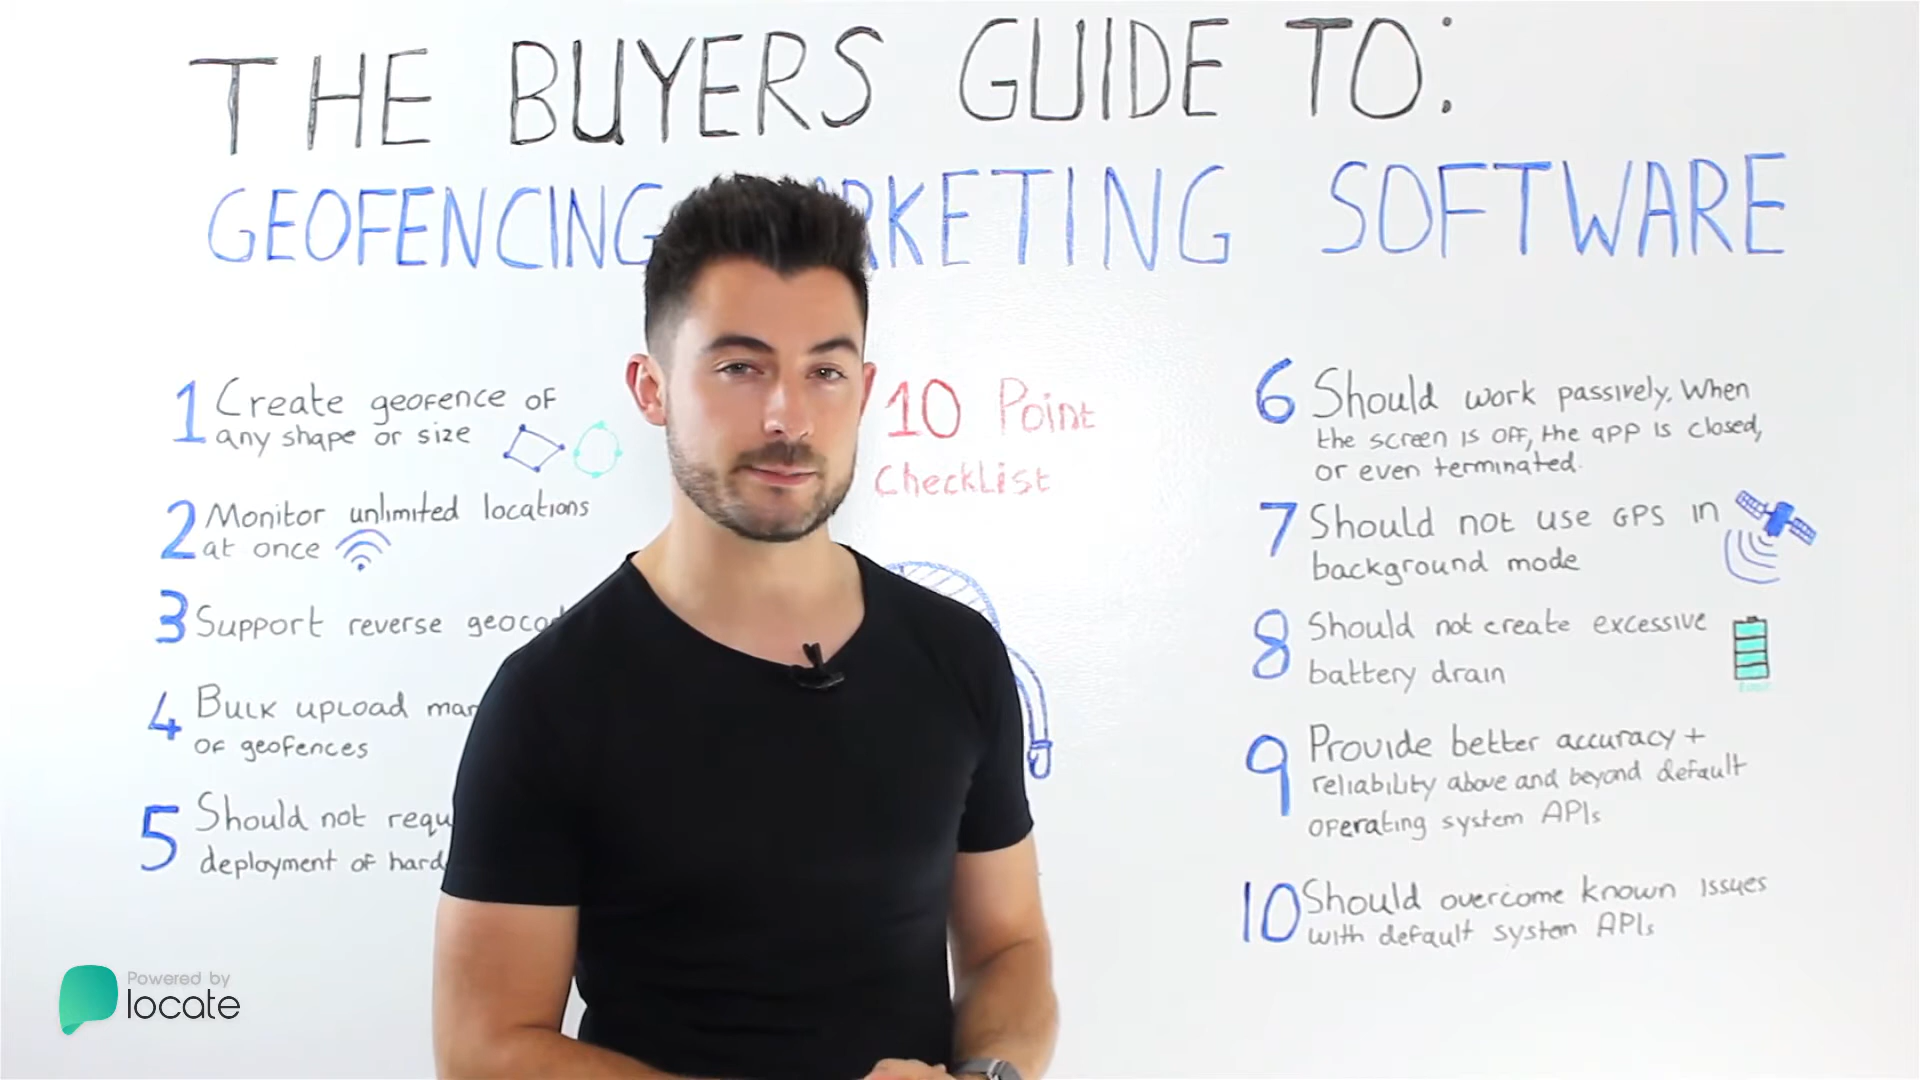 THE BUYERS GUIDE TO:
GEOFENCING SOFTWARE
1 Create geofence of
any shape or size
2 Monitor unlimited locations
at once
3 Support reverse
4 Bulk upload
of geofences
5 Should not
deployment of
10 Point
Checklist
6 Should work passively. When
the screen is off, the app is closed,
or even terminated.
7 Should not use GPS in
background mode
8 Should not create excessive
battery drain
9 Provide better accuracy +
reliability above and beyond default
operating system APIs
10 Should overcome known issues
with default system APIs
Powered by
locate